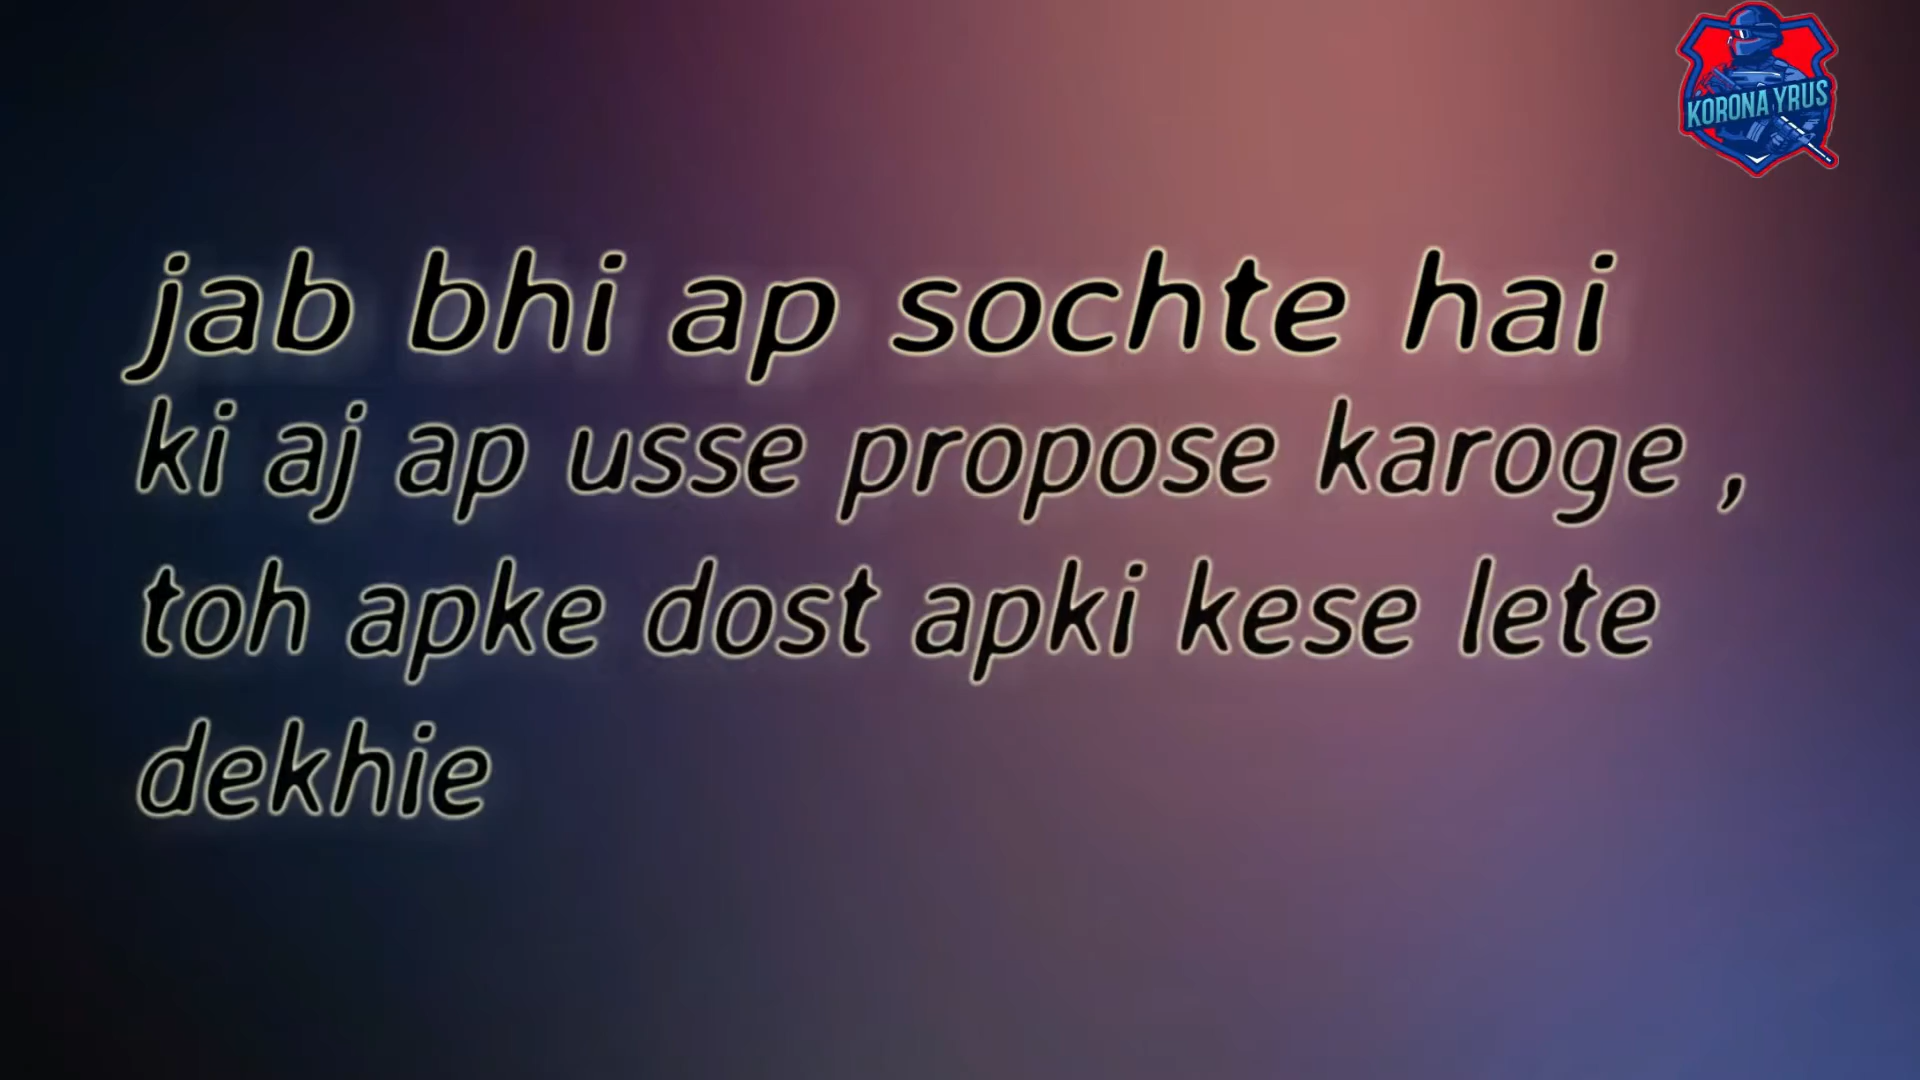 KORONA YRUS
jab bhi ap sochte hai
ki aj ap usse propose karoge ,
toh apke dost apki kese lete
dekhie